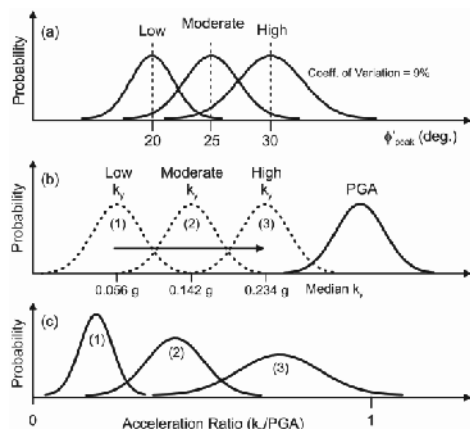 (a)
Low
Moderate
High
Probability
Coeff. of Variation = 9%
20 25 30 ϕ'peak (deg.)
(b)
Low ky
Moderate ky
High ky
PGA
(1) (2) (3)
Probability
0.056 g 0.142 g 0.234 g Median ky
(c)
(1)
(2)
(3)
Probability
0 1
Acceleration Ratio (ky/PGA)